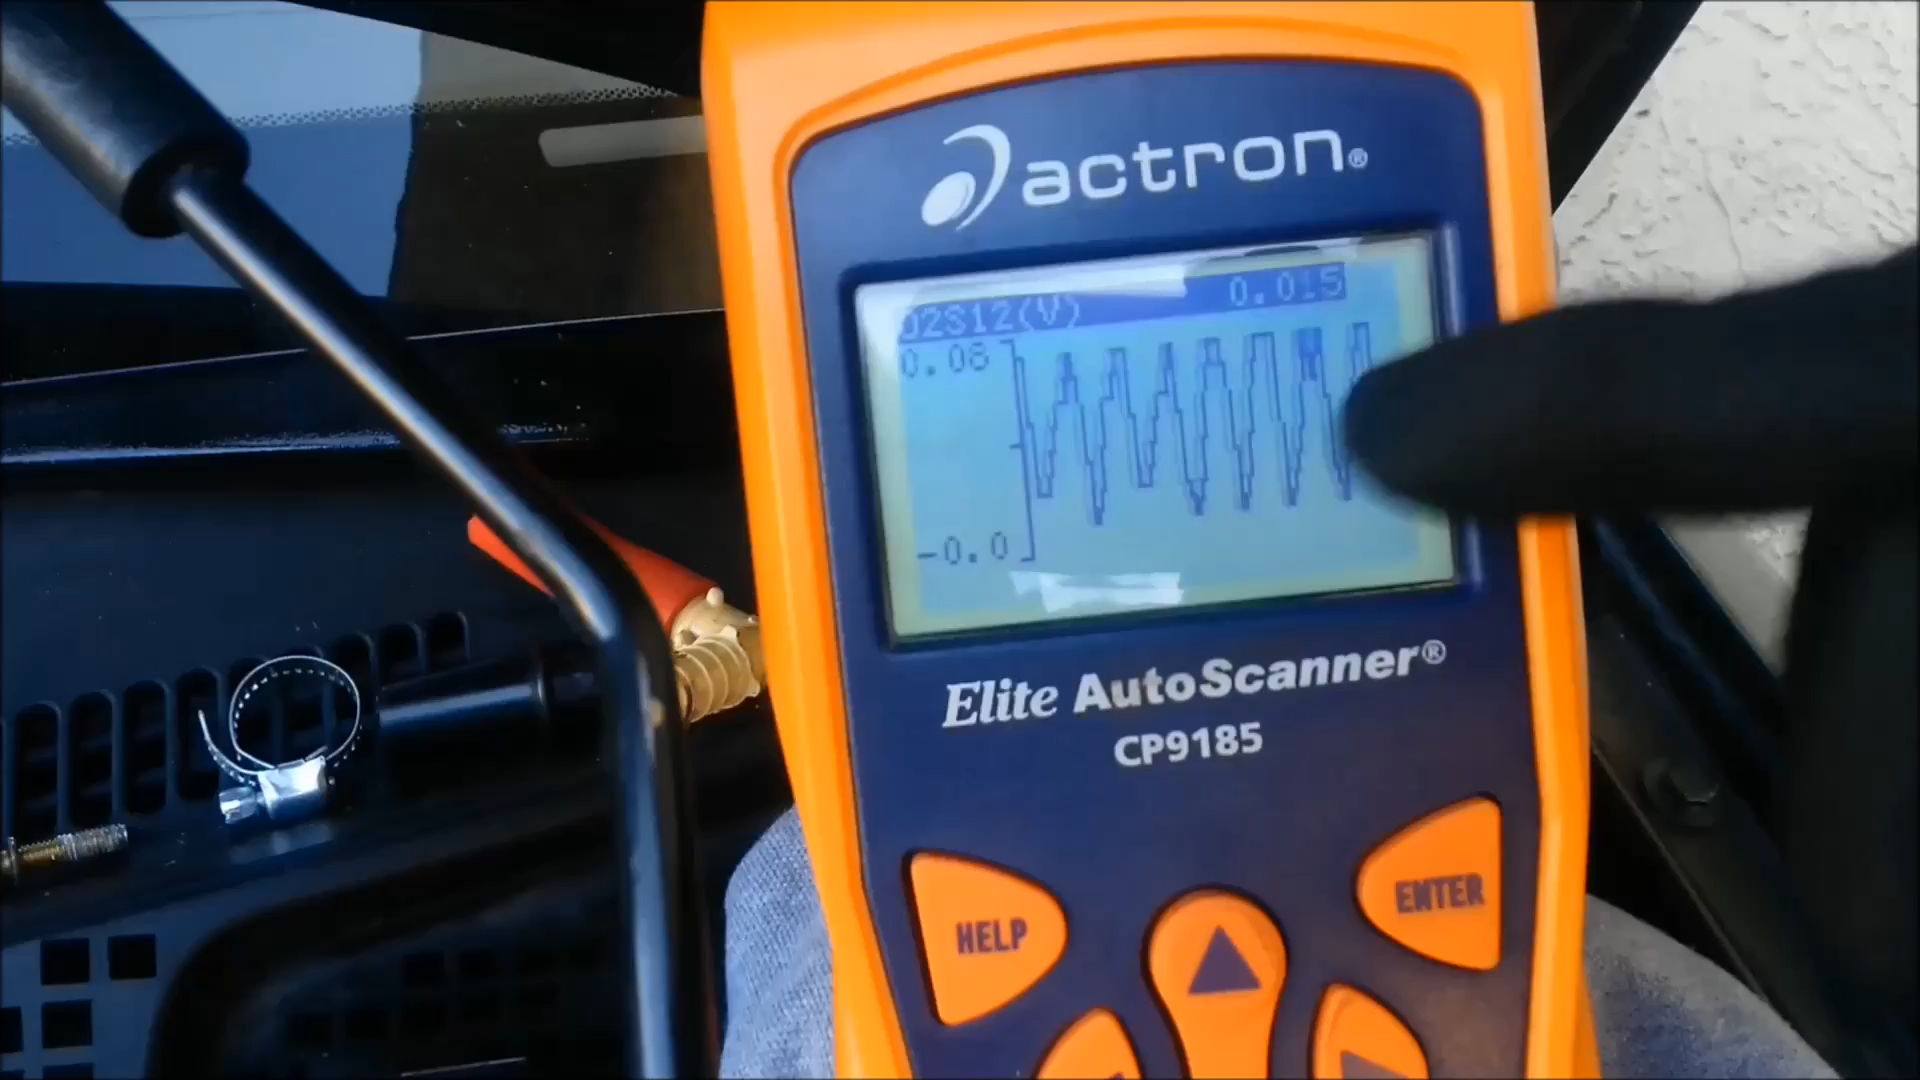 actron®
O2S12(V) 0.015
0.08
-0.0
Elite AutoScanner®
CP9185
HELP
ENTER